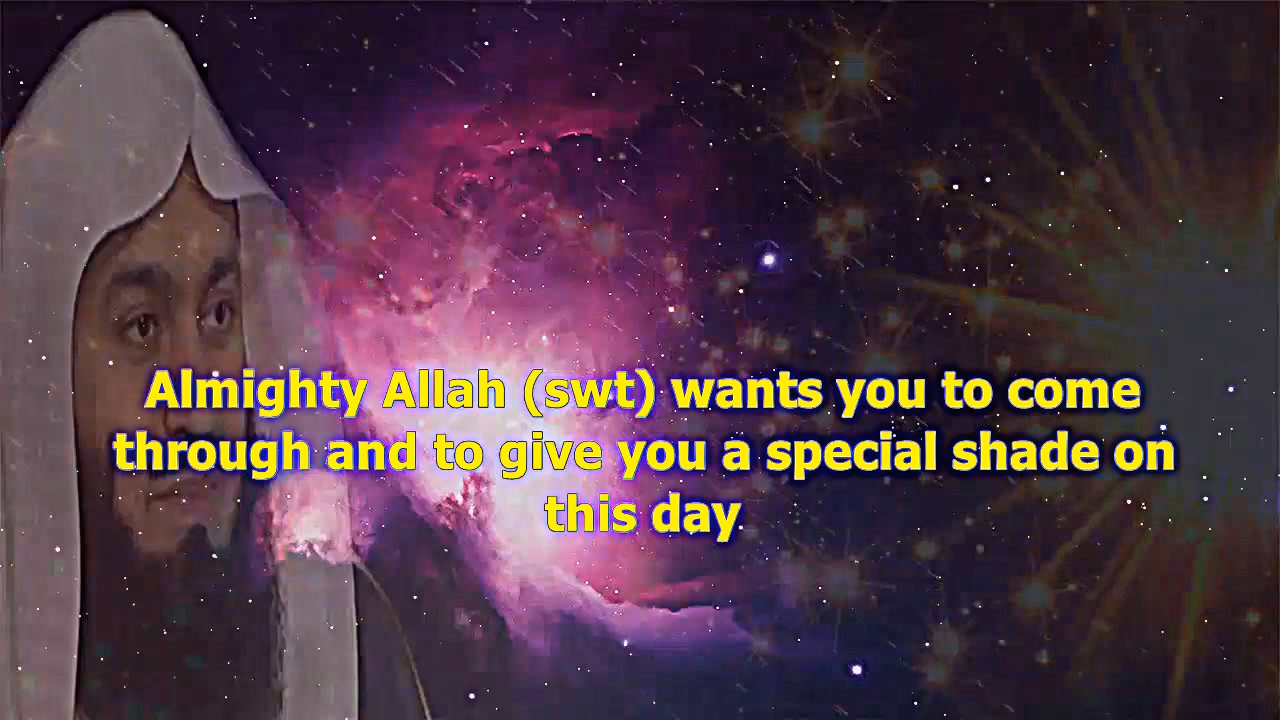 Almighty Allah (swt) wants you to come
through and to give you a special shade on
this day